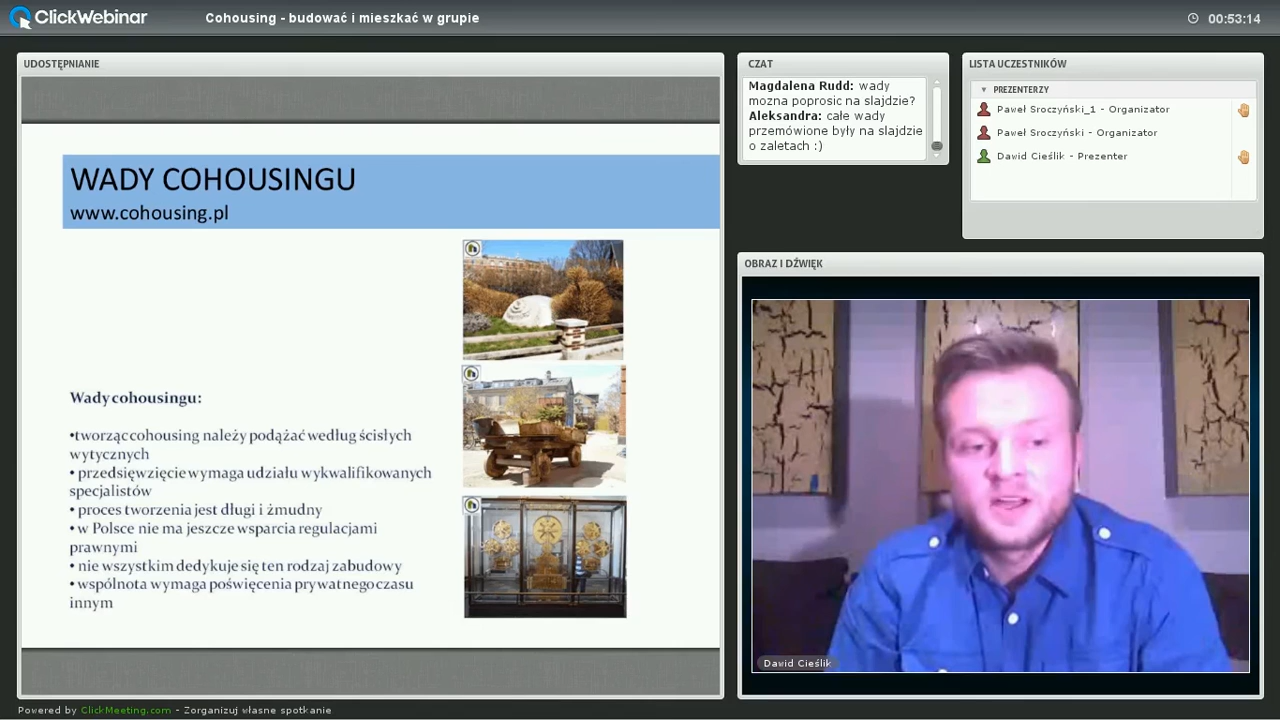 ClickWebinar
Cohousing - budować i mieszkać w grupie
00:53:14
UDOSTĘPNIANIE
WADY COHOUSINGU
www.cohousing.pl
Wady cohousingu:
•tworząc cohousing należy podążać według ścisłych
wytycznych
• przedsięwzięcie wymaga udziału wykwalifikowanych
specjalistów
• proces tworzenia jest długi i żmudny
• w Polsce nie ma jeszcze wsparcia regulacjami
prawnymi
• nie wszystkim dedykuje się ten rodzaj zabudowy
• wspólnota wymaga poświęcenia prywatnego czasu
innym
CZAT
Magdalena Rudd: wady
mozna poprosic na slajdzie?
Aleksandra: całe wady
przemówione były na slajdzie
o zaletach :)
LISTA UCZESTNIKÓW
PREZENTERZY
Paweł Sroczyński_1 - Organizator
Paweł Sroczyński - Organizator
Dawid Cieślik - Prezenter
OBRAZ I DŹWIĘK
Dawid Cieślik
Powered by ClickMeeting.com - Zorganizuj własne spotkanie